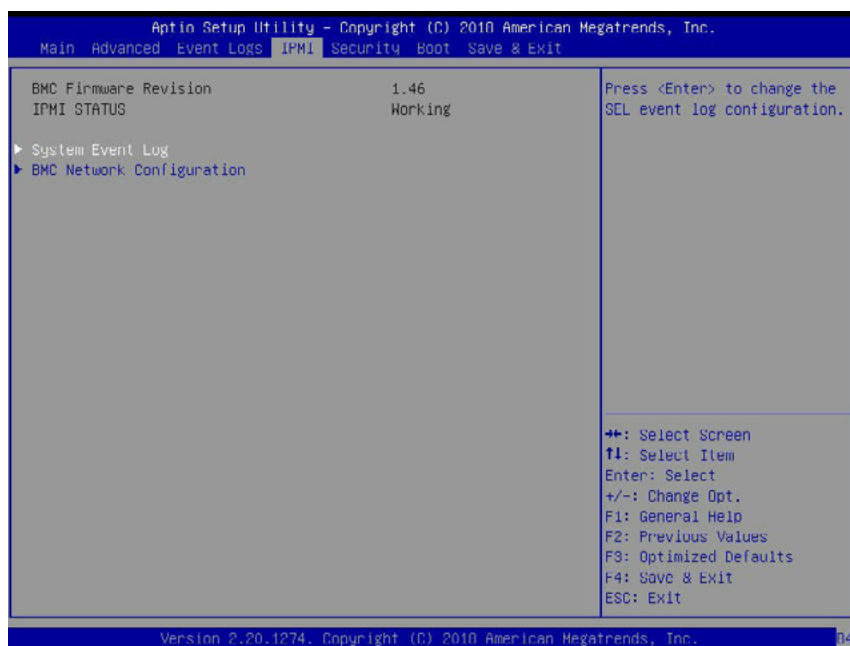 Aptio Setup Utility – Copyright (C) 2018 American Megatrends, Inc.
Main Advanced Event Logs IPMI Security Boot Save & Exit
BMC Firmware Revision 1.46
IPMI STATUS Working
System Event Log
BMC Network Configuration
Press <Enter> to change the
SEL event log configuration.
→←: Select Screen
↑↓: Select Item
Enter: Select
+/-: Change Opt.
F1: General Help
F2: Previous Values
F3: Optimized Defaults
F4: Save & Exit
ESC: Exit
Version 2.20.1274. Copyright (C) 2018 American Megatrends, Inc.